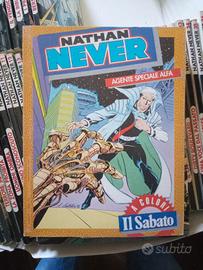 NATHAN
NEVER
AGENTE SPECIALE ALFA
A COLORI
Il Sabato
subito